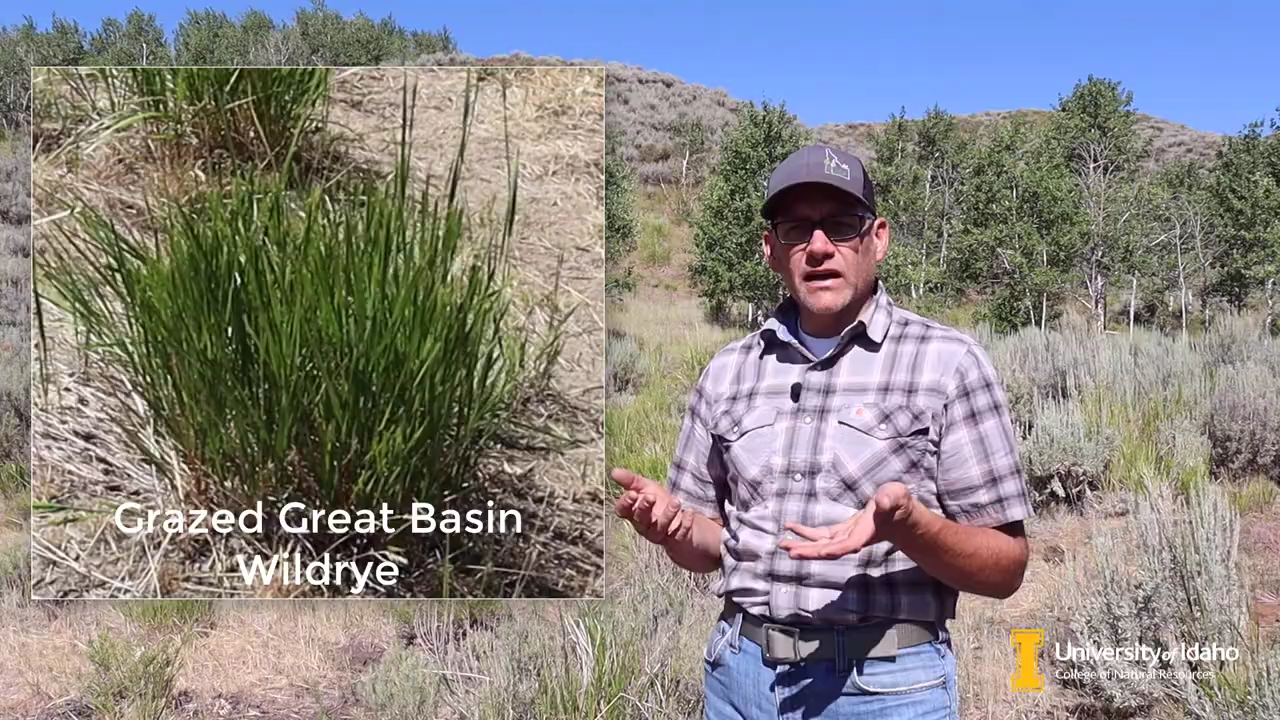 Grazed Great Basin
Wildrye
University of Idaho
College of Natural Resources